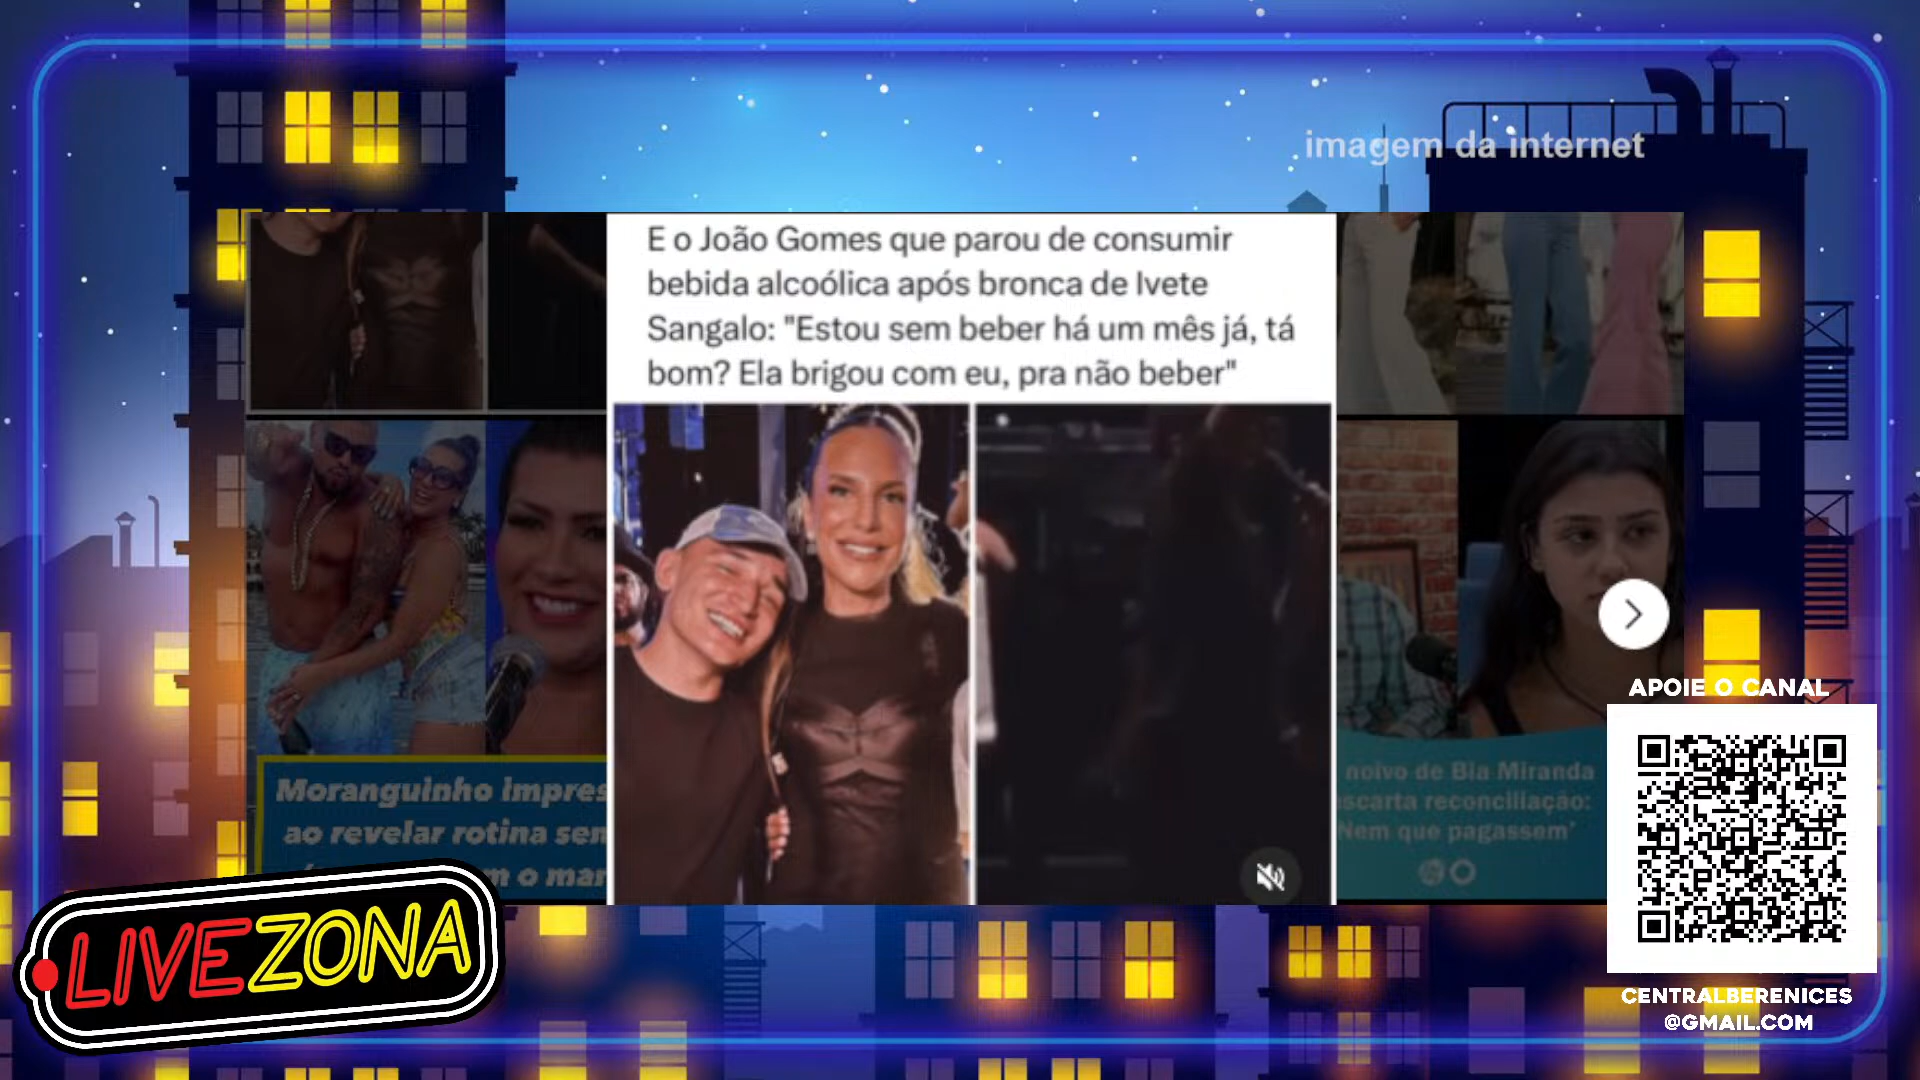 imagem da internet
E o João Gomes que parou de consumir
bebida alcoólica após bronca de Ivete
Sangalo: "Estou sem beber há um mês já, tá
bom? Ela brigou com eu, pra não beber"
Moranguinho impres
ao revelar rotina sem
m o mar
noivo de Bia Miranda
scarta reconciliação:
Nem que pagassem'
APOIE O CANAL
LIVEZONA
CENTRALBERENICES
@GMAIL.COM